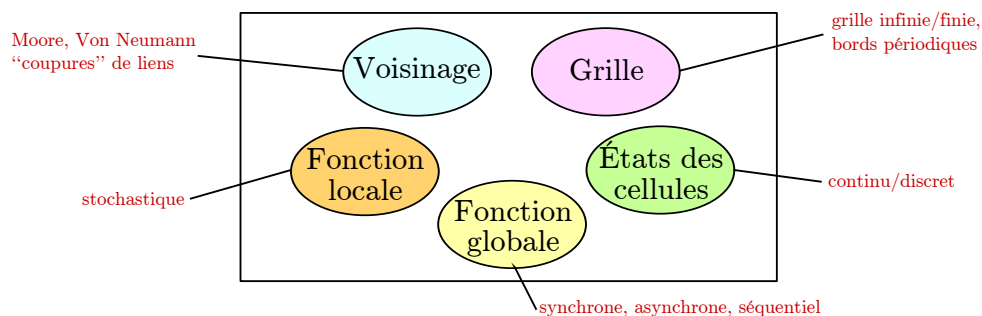 Moore, Von Neumann
“coupures” de liens
Voisinage
Grille
grille infinie/finie,
bords périodiques
Fonction
locale
stochastique
États des
cellules
continu/discret
Fonction
globale
synchrone, asynchrone, séquentiel